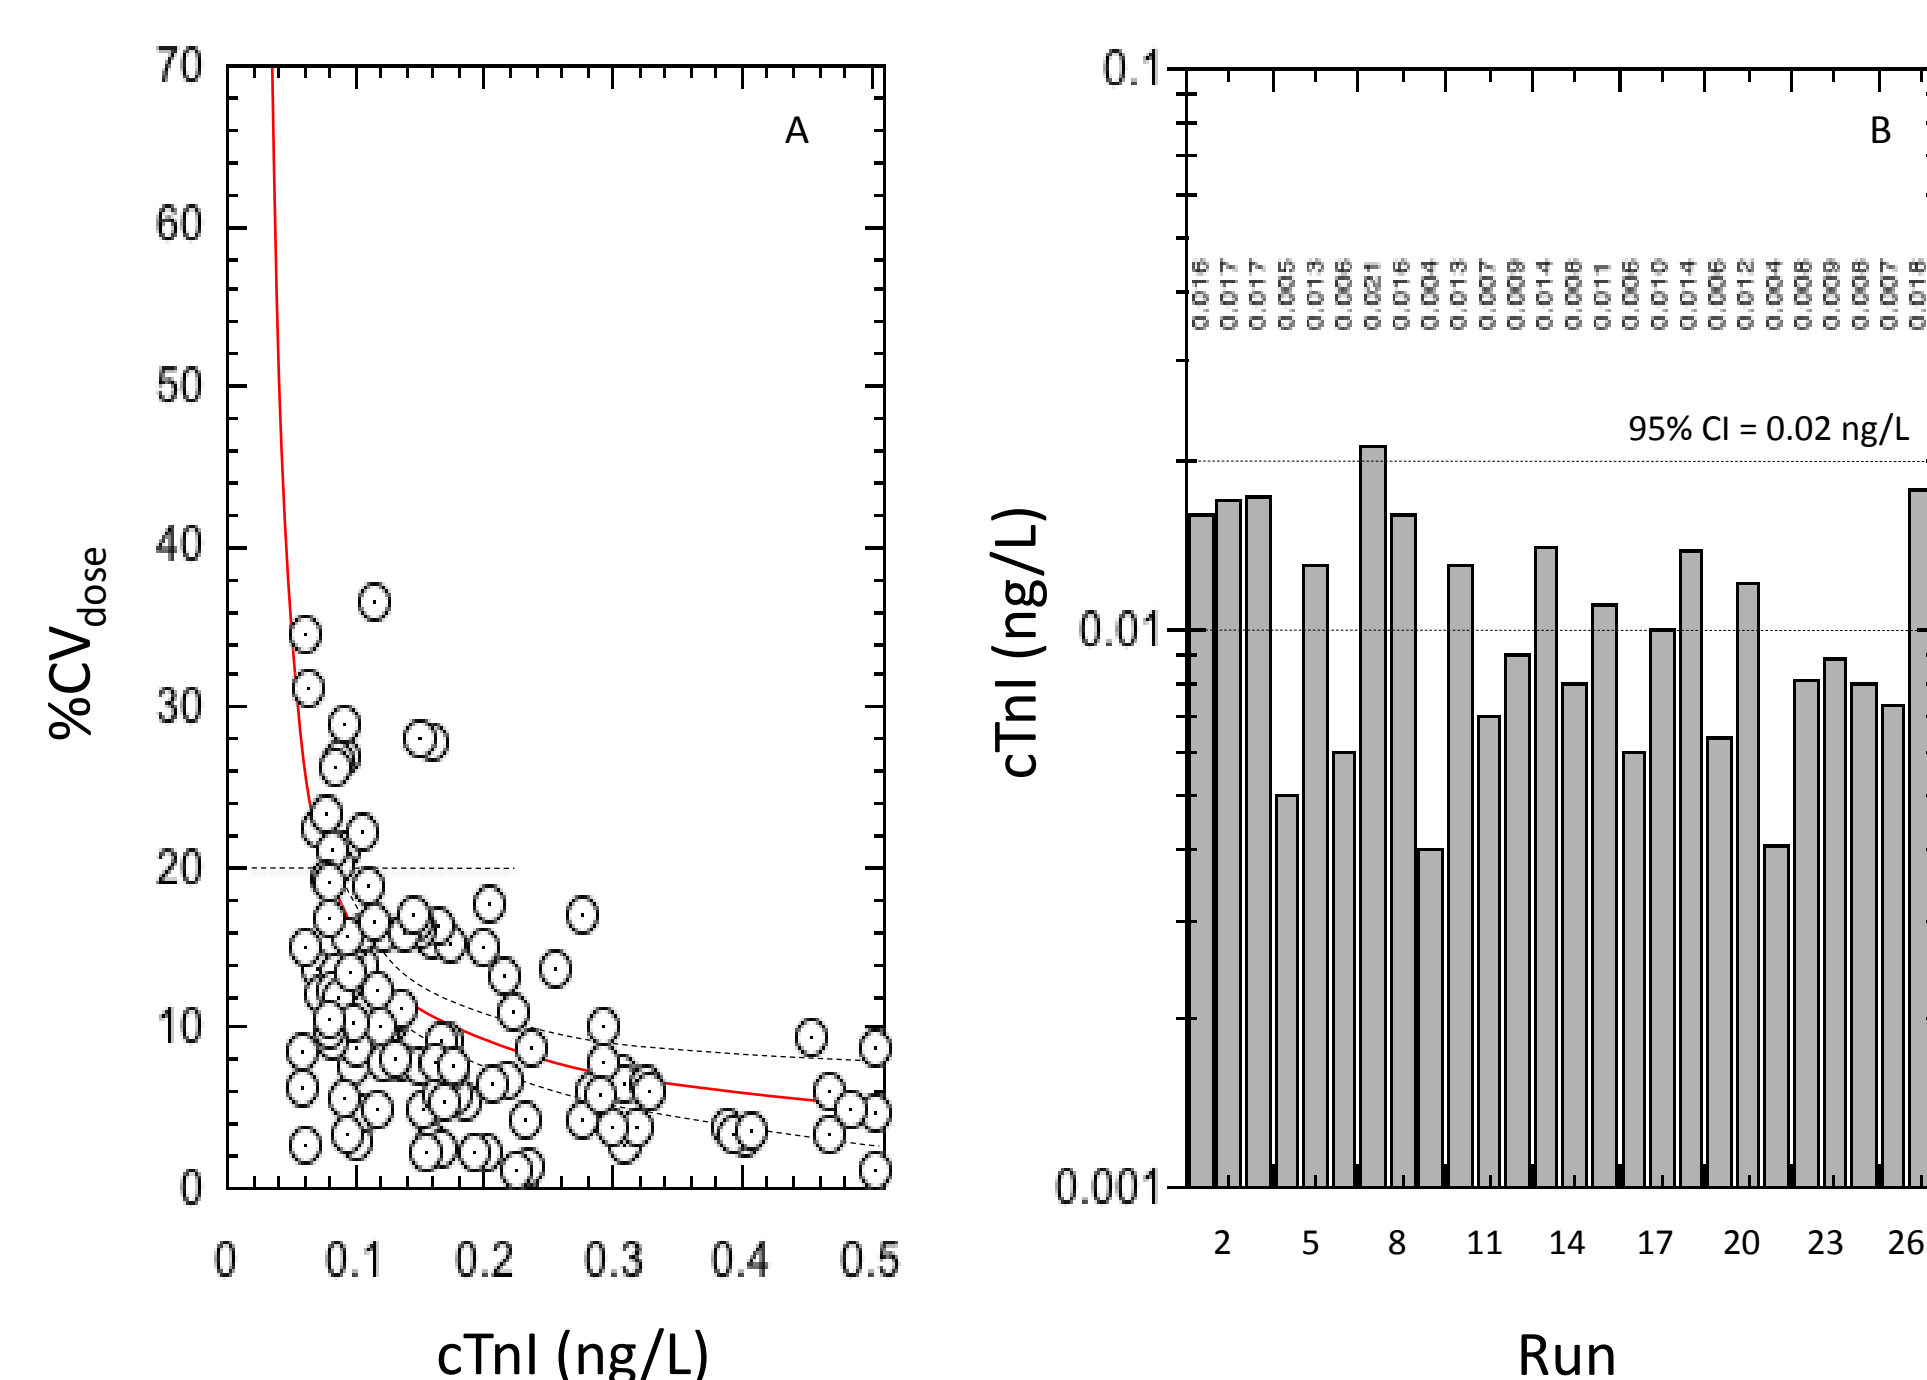 A
70
60
50
40
30
20
10
0
%CVdose
0 0.1 0.2 0.3 0.4 0.5
cTnI (ng/L)
B
0.1
0.01
0.001
cTnI (ng/L)
0.016 0.017 0.017 0.005 0.013 0.006 0.021 0.016 0.004 0.013 0.007 0.009 0.014 0.008 0.011 0.006 0.010 0.014 0.006 0.012 0.004 0.008 0.009 0.008 0.007 0.018
95% CI = 0.02 ng/L
2 5 8 11 14 17 20 23 26
Run